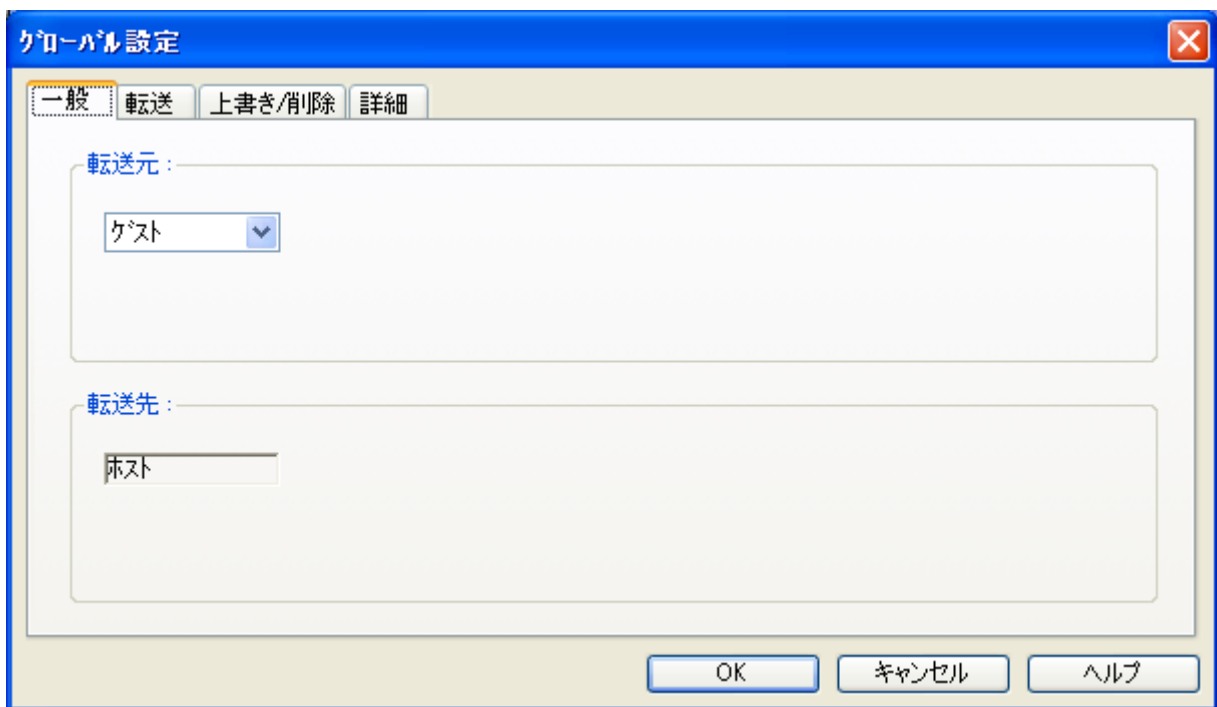 ｸﾞﾛｰﾊﾞﾙ設定
一般 転送 上書き/削除 詳細
転送元：
ｹﾞｽﾄ
転送先：
ﾎｽﾄ
OK ｷｬﾝｾﾙ ﾍﾙﾌﾟ